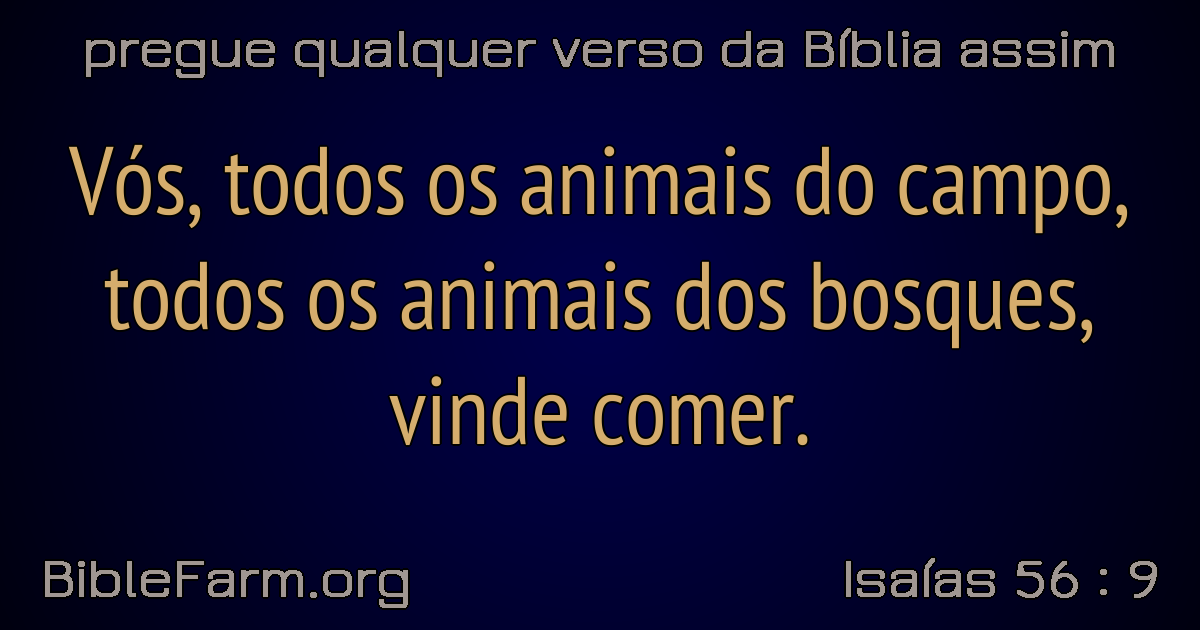 pregue qualquer verso da Bíblia assim
Vós, todos os animais do campo,
todos os animais dos bosques,
vinde comer.
BibleFarm.org
Isaías 56 : 9